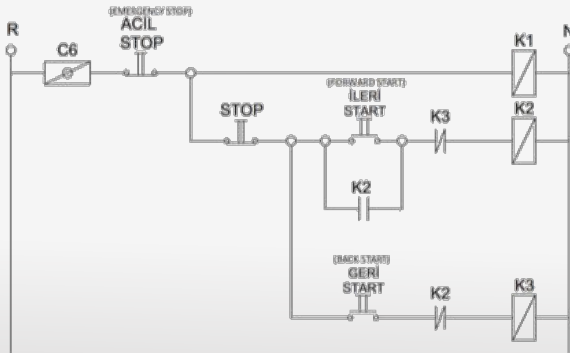 R
C6
(EMERGENCY STOP)
ACİL
STOP
K1
N
STOP
(FORWARD START)
İLERİ
START
K3
K2
K2
(BACK START)
GERİ
START
K2
K3